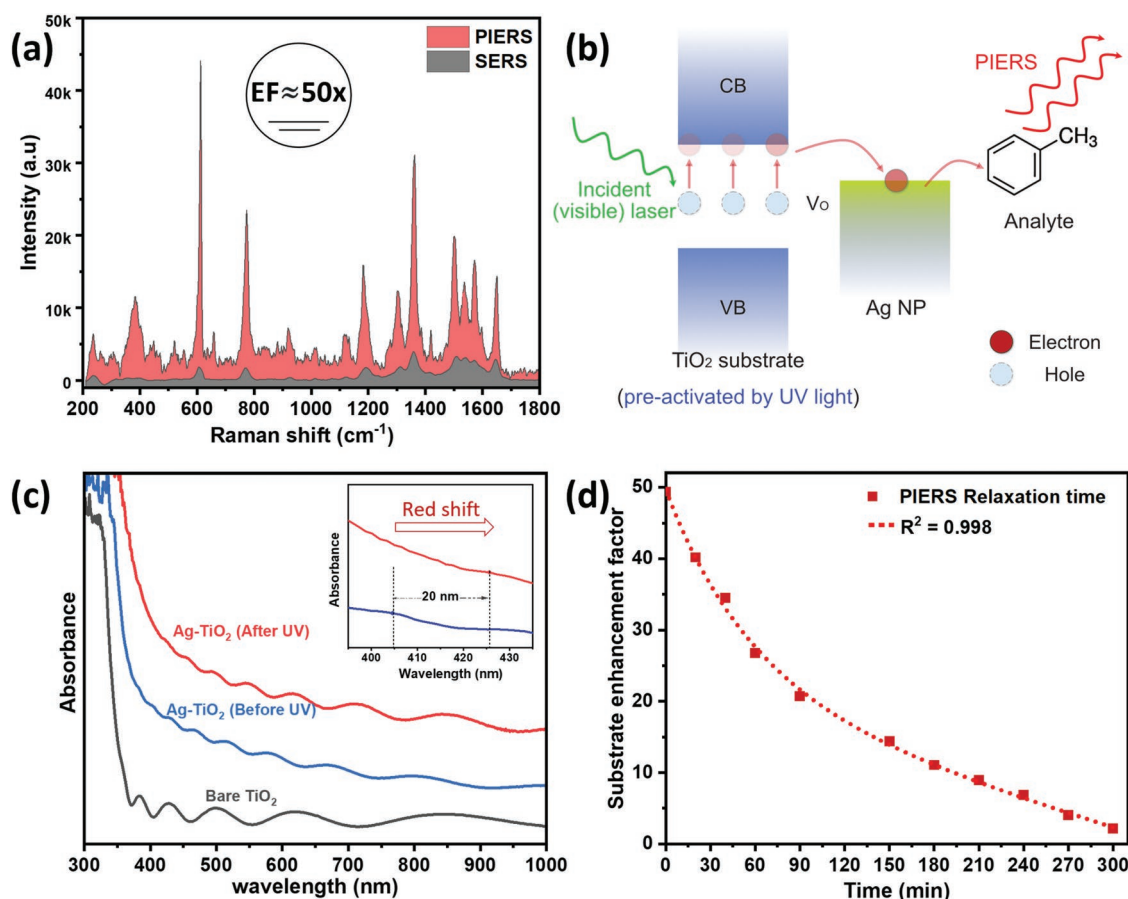 (a)
50k
40k
30k
20k
10k
0
Intensity (a.u)
PIERS
SERS
EF≈50x
200 400 600 800 1000 1200 1400 1600 1800
Raman shift (cm⁻¹)
(b)
CB
PIERS
CH₃
Incident
(visible) laser
Vo
Analyte
VB
Ag NP
TiO₂ substrate
(pre-activated by UV light)
Electron
Hole
(c)
Absorbance
Red shift
Absorbance
20 nm
400 410 420 430
Wavelength (nm)
Ag-TiO₂ (After UV)
Ag-TiO₂ (Before UV)
Bare TiO₂
300 400 500 600 700 800 900 1000
wavelength (nm)
(d)
50
40
30
20
10
0
Substrate enhancement factor
PIERS Relaxation time
R² = 0.998
0 30 60 90 120 150 180 210 240 270 300
Time (min)